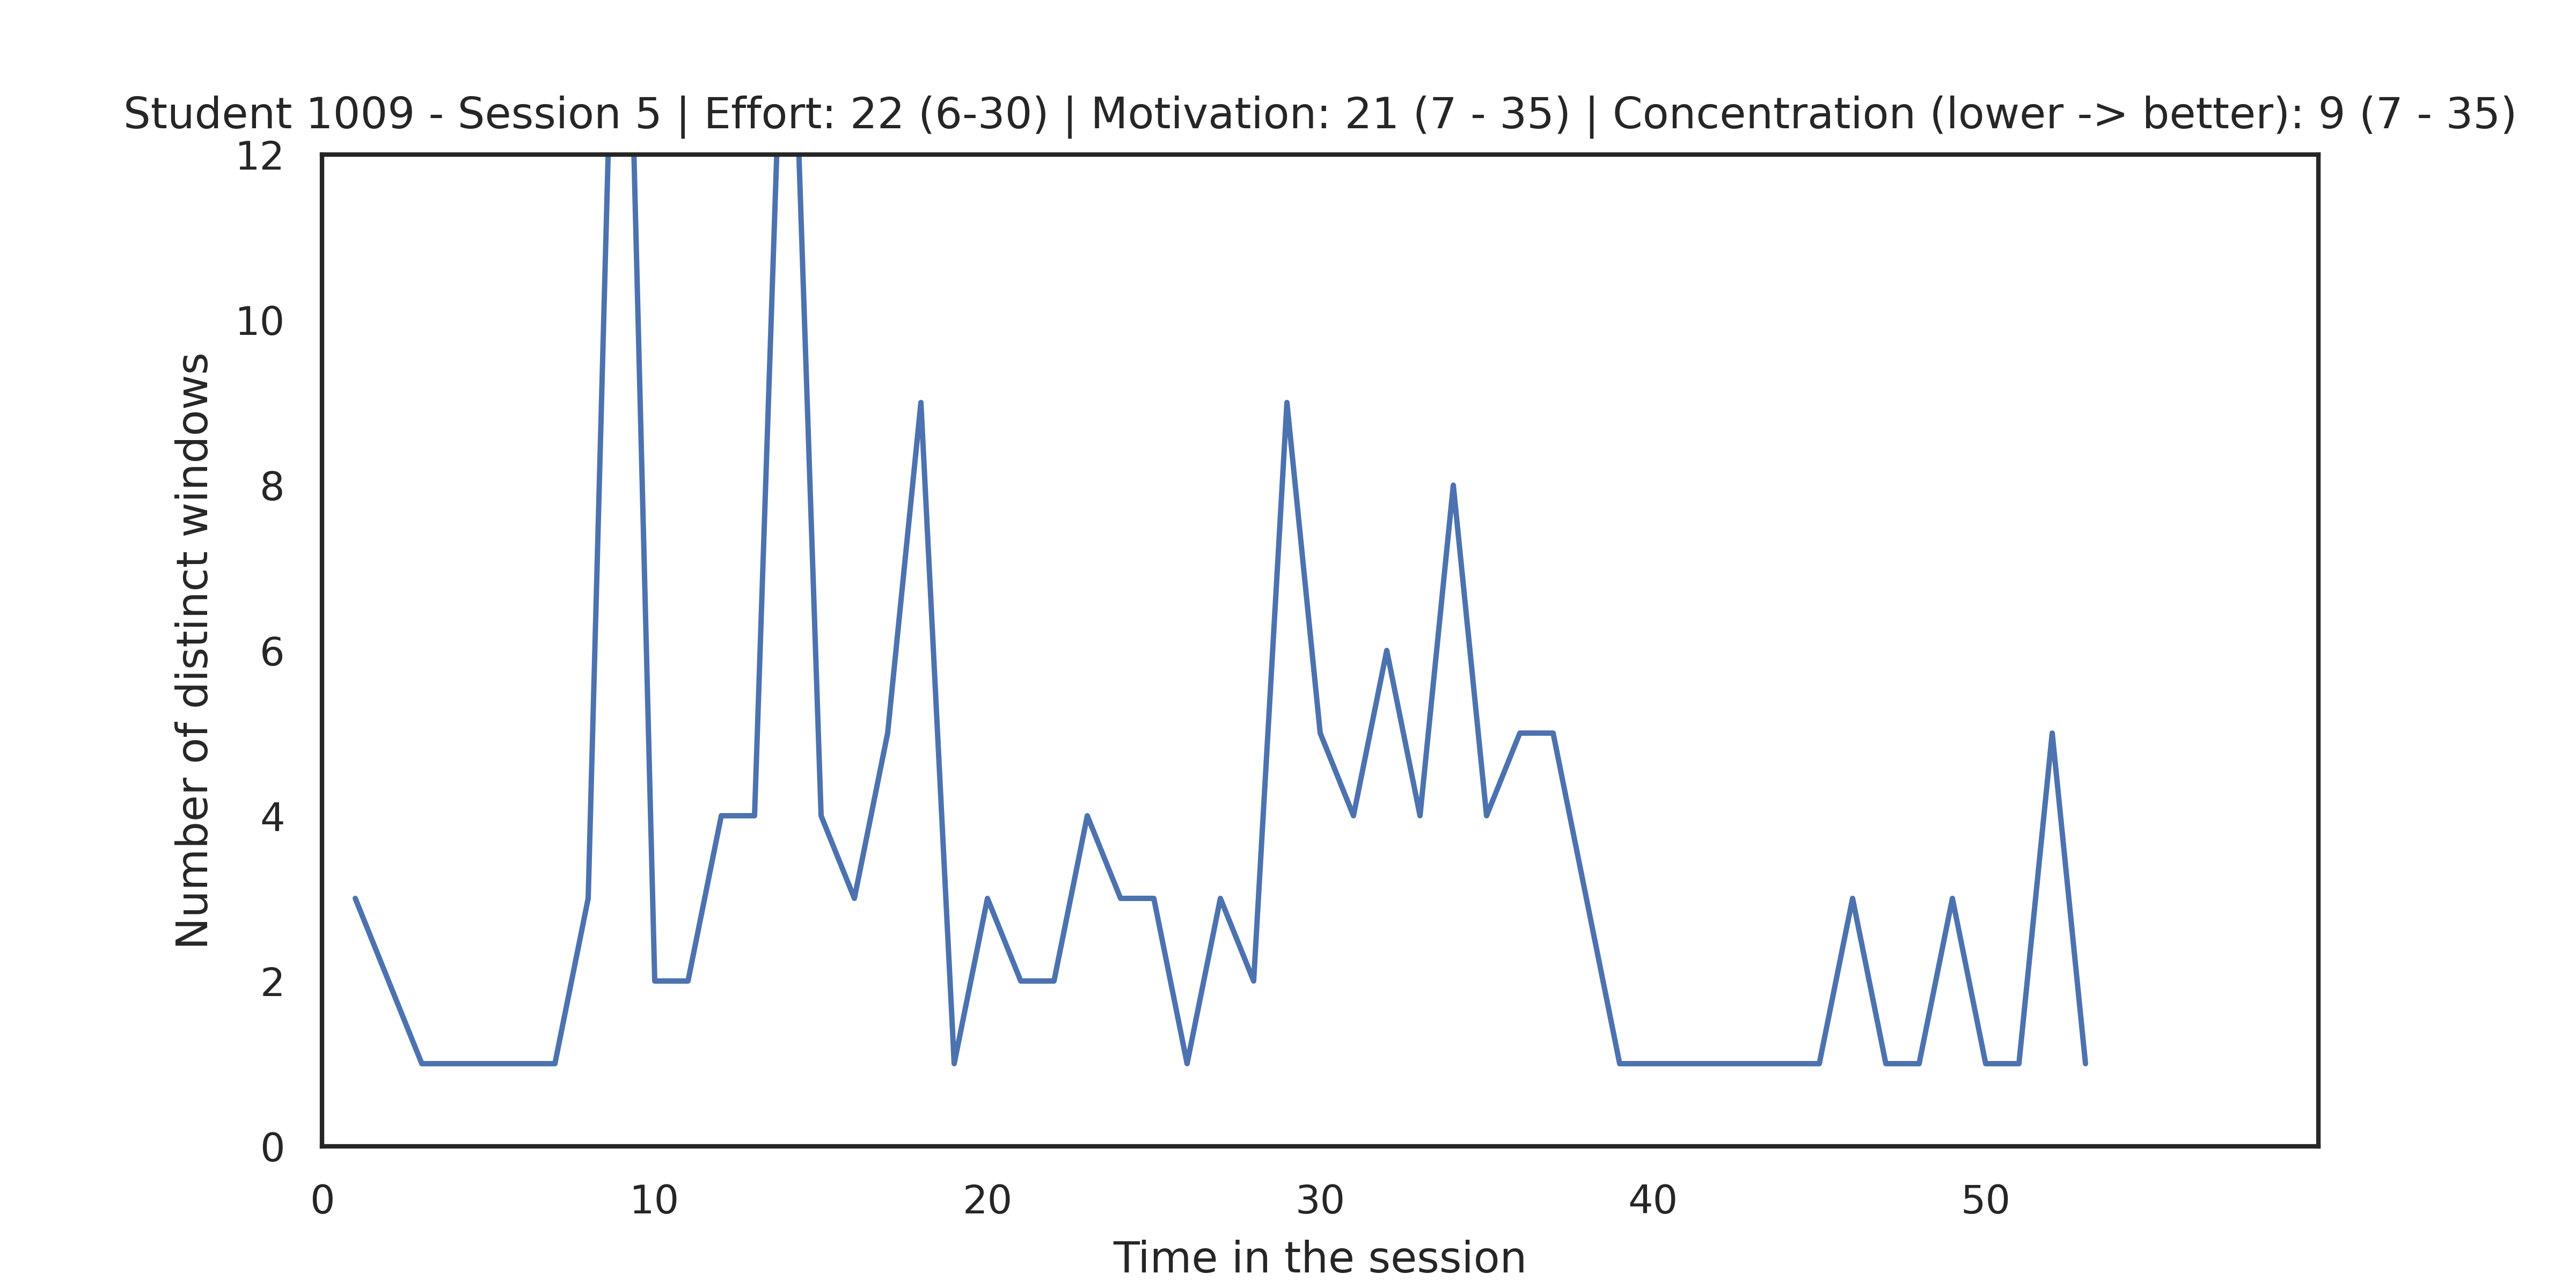 Student 1009 - Session 5 | Effort: 22 (6-30) | Motivation: 21 (7 - 35) | Concentration (lower -> better): 9 (7 - 35)
12
10
8
6
4
2
0
Number of distinct windows
0 10 20 30 40 50
Time in the session